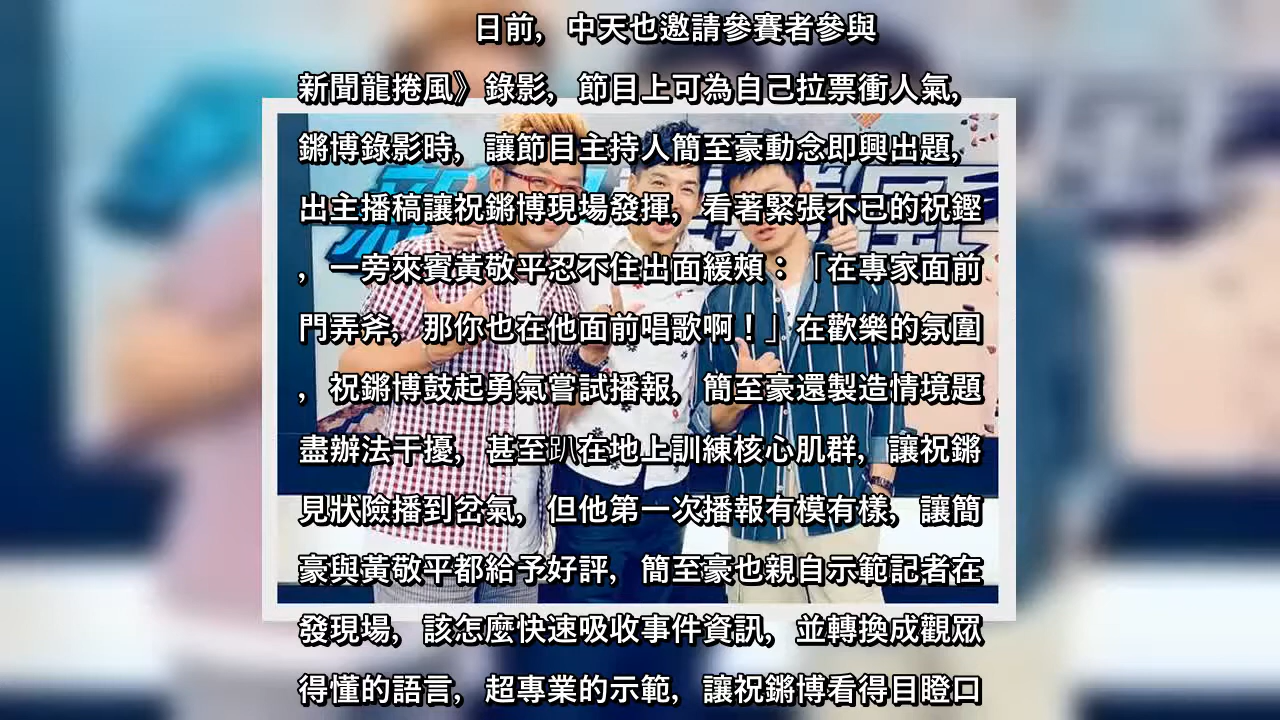 日前，中天也邀請參賽者參與
新聞龍捲風》錄影，節目上可為自己拉票衝人氣，
鏘博錄影時，讓節目主持人簡至豪動念即興出題，
出主播稿讓祝鏘博現場發揮，看著緊張不已的祝鏗
，一旁來賓黃敬平忍不住出面緩頰：「在專家面前
門弄斧，那你也在他面前唱歌啊！」在歡樂的氛圍
，祝鏘博鼓起勇氣嘗試播報，簡至豪還製造情境題
盡辦法干擾，甚至趴在地上訓練核心肌群，讓祝鏘
見狀險播到岔氣，但他第一次播報有模有樣，讓簡
豪與黃敬平都給予好評，簡至豪也親自示範記者在
發現場，該怎麼快速吸收事件資訊，並轉換成觀眾
得懂的語言，超專業的示範，讓祝鏘博看得目瞪口